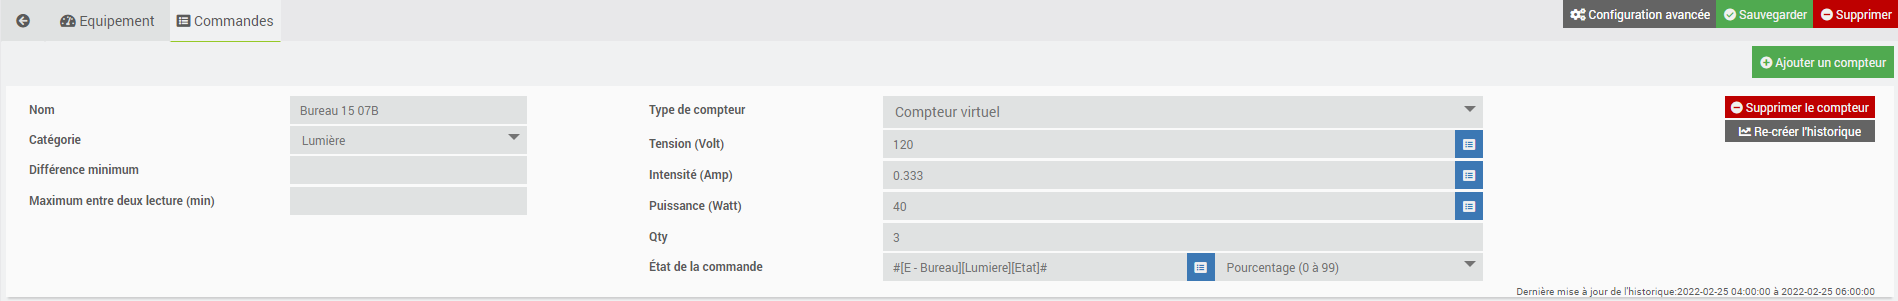 Equipement
Commandes
Configuration avancée
Sauvegarder
Supprimer
Ajouter un compteur
Nom
Bureau 15 07B
Catégorie
Lumière
Différence minimum
Maximum entre deux lecture (min)
Type de compteur
Compteur virtuel
Tension (Volt)
120
Intensité (Amp)
0.333
Puissance (Watt)
40
Qty
3
État de la commande
#[E - Bureau][Lumiere][Etat]#
Pourcentage (0 à 99)
Supprimer le compteur
Re-créer l'historique
Dernière mise à jour de l'historique:2022-02-25 04:00:00 à 2022-02-25 06:00:00